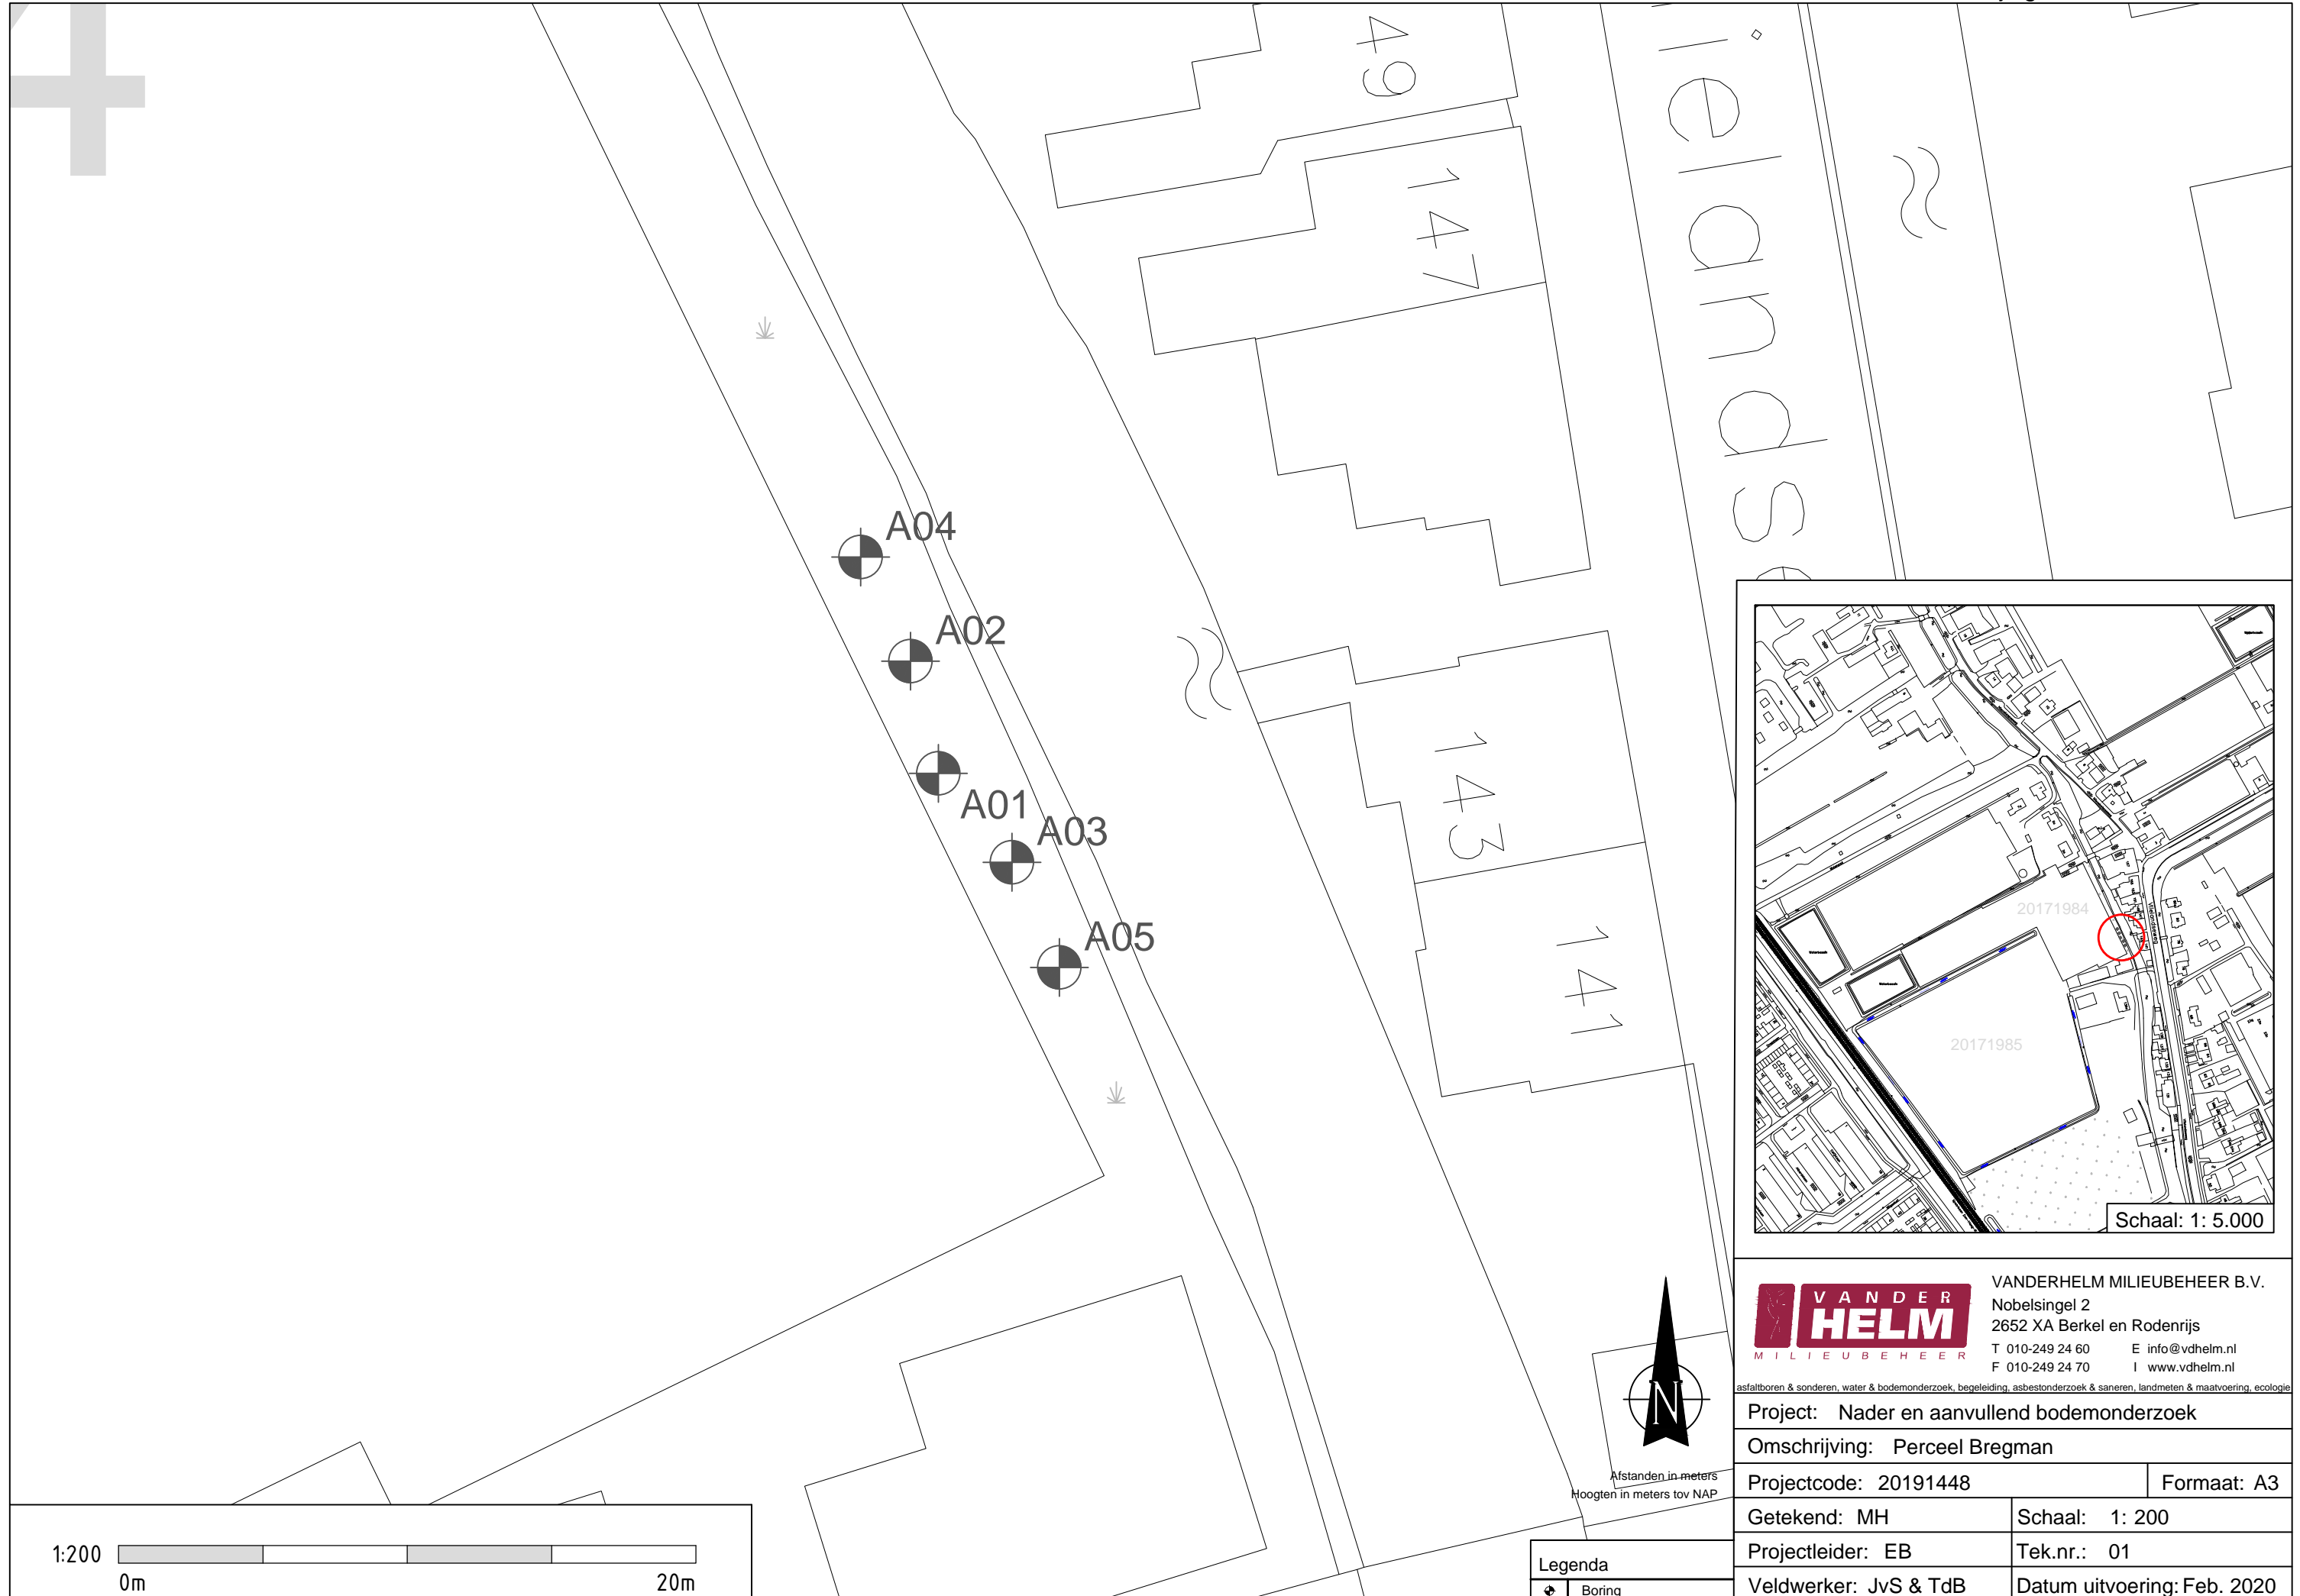 4
49
147
143
141
ielandse
A04
A02
A01
A03
A05
20171984
20171985
Schaal: 1: 5.000
VANDER
HELM
MILIEUBEHEER
VANDERHELM MILIEUBEHEER B.V.
Nobelsingel 2
2652 XA Berkel en Rodenrijs
T 010-249 24 60 E info@vdhelm.nl
F 010-249 24 70 I www.vdhelm.nl
asfaltboren & sonderen, water & bodemonderzoek, begeleiding, asbestonderzoek & saneren, landmeten & maatvoering, ecologie
Project: Nader en aanvullend bodemonderzoek
Omschrijving: Perceel Bregman
Projectcode: 20191448 Formaat: A3
Getekend: MH Schaal: 1: 200
Projectleider: EB Tek.nr.: 01
Veldwerker: JvS & TdB Datum uitvoering: Feb. 2020
N
Afstanden in meters
Hoogten in meters tov NAP
Legenda
Boring
1:200
0m 20m